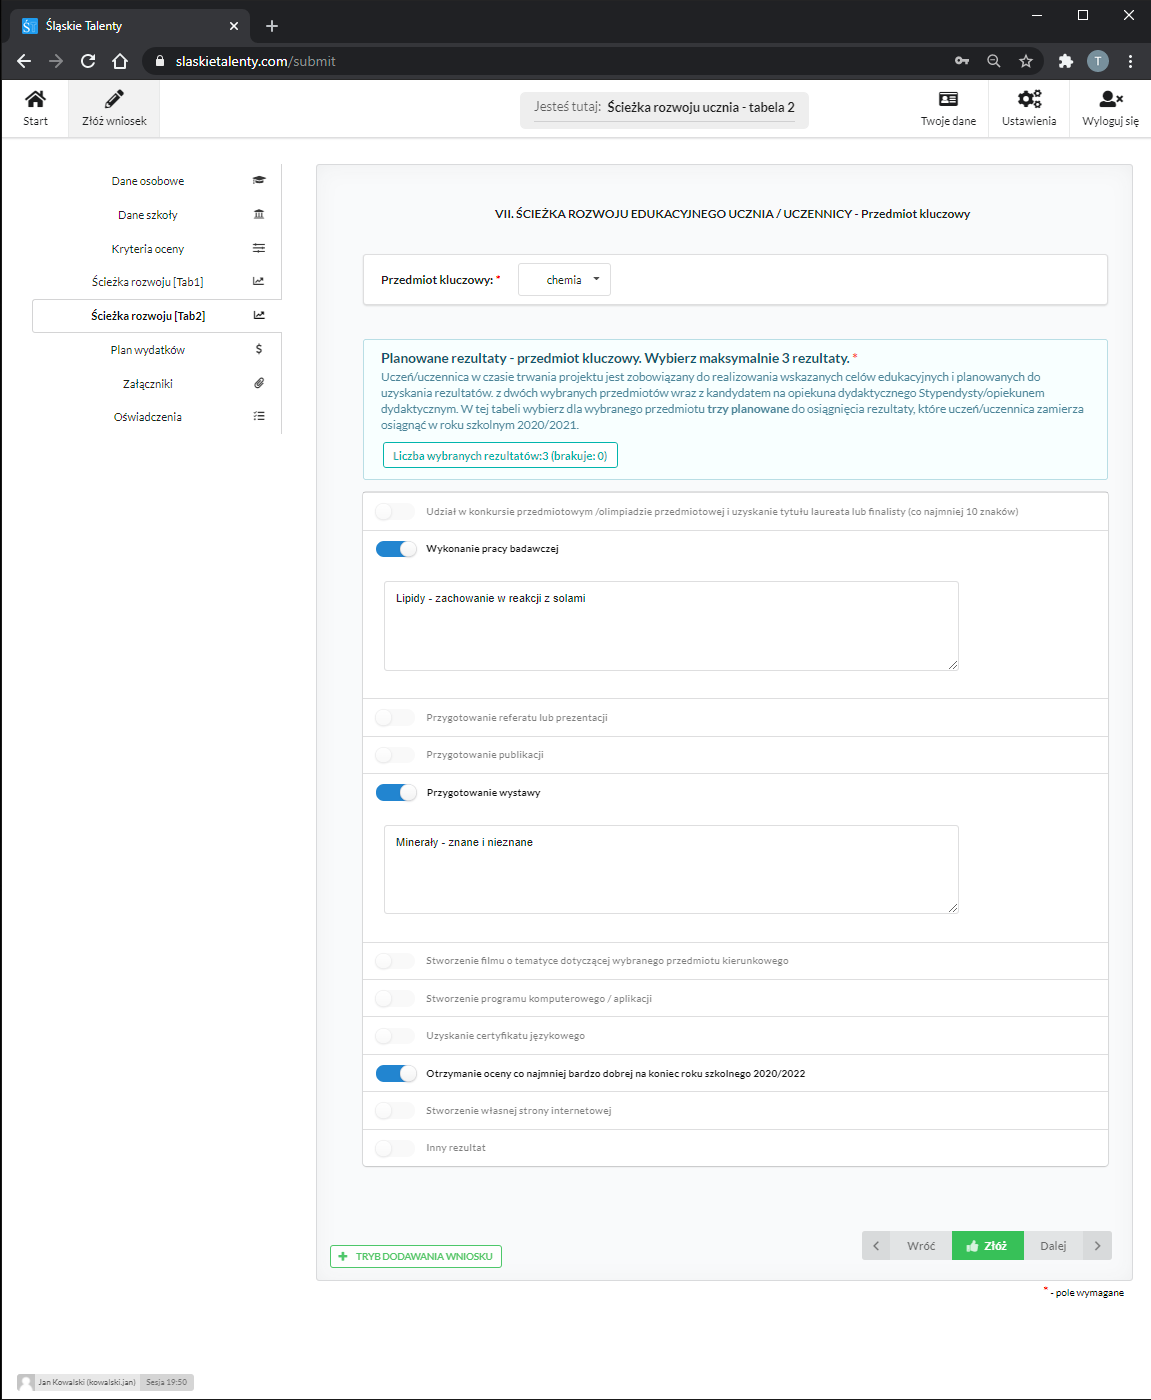 Śląskie Talenty
slaskietalenty.com/submit
T
Start
Złóż wniosek
Jesteś tutaj: Ścieżka rozwoju ucznia - tabela 2
Twoje dane
Ustawienia
Wyloguj się
Dane osobowe
Dane szkoły
Kryteria oceny
Ścieżka rozwoju [Tab1]
Ścieżka rozwoju [Tab2]
Plan wydatków
Załączniki
Oświadczenia
VII. ŚCIEŻKA ROZWOJU EDUKACYJNEGO UCZNIA / UCZENNICY - Przedmiot kluczowy
Przedmiot kluczowy: * chemia
Planowane rezultaty - przedmiot kluczowy. Wybierz maksymalnie 3 rezultaty. *
Uczeń/uczennica w czasie trwania projektu jest zobowiązany do realizowania wskazanych celów edukacyjnych i planowanych do
uzyskania rezultatów. z dwóch wybranych przedmiotów wraz z kandydatem na opiekuna dydaktycznego Stypendysty/opiekunem
dydaktycznym. W tej tabeli wybierz dla wybranego przedmiotu trzy planowane do osiągnięcia rezultaty, które uczeń/uczennica zamierza
osiągnąć w roku szkolnym 2020/2021.
Liczba wybranych rezultatów:3 (brakuje: 0)
Udział w konkursie przedmiotowym /olimpiadzie przedmiotowej i uzyskanie tytułu laureata lub finalisty (co najmniej 10 znaków)
Wykonanie pracy badawczej
Lipidy - zachowanie w reakcji z solami
Przygotowanie referatu lub prezentacji
Przygotowanie publikacji
Przygotowanie wystawy
Minerały - znane i nieznane
Stworzenie filmu o tematyce dotyczącej wybranego przedmiotu kierunkowego
Stworzenie programu komputerowego / aplikacji
Uzyskanie certyfikatu językowego
Otrzymanie oceny co najmniej bardzo dobrej na koniec roku szkolnego 2020/2022
Stworzenie własnej strony internetowej
Inny rezultat
TRYB DODAWANIA WNIOSKU
Wróć
Złóż
Dalej
* - pole wymagane
Jan Kowalski (kowalski.jan) Sesja 19:50